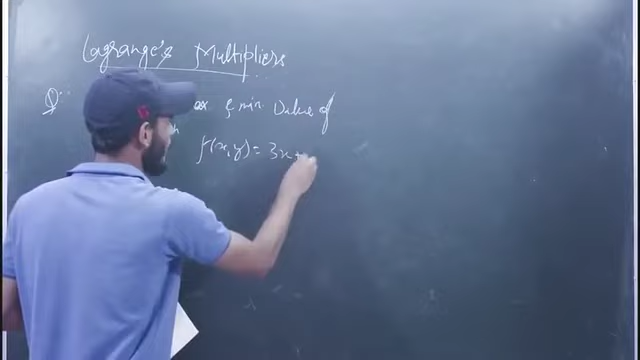 Lagrange's Multipliers
Q:- ax & min. Value of
f(x,y) = 3x+